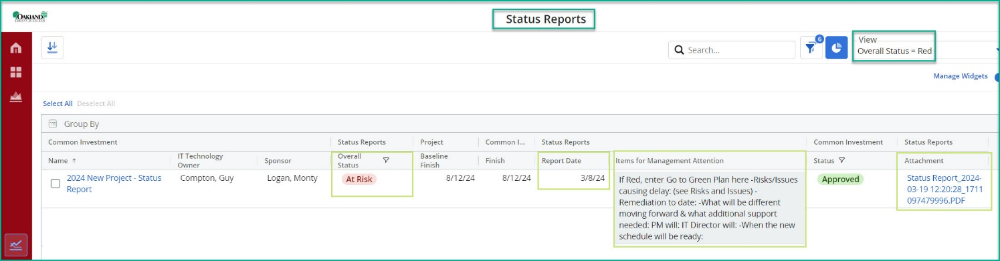 OAKLAND
COUNTY MICHIGAN
Status Reports
Search...
6
View
Overall Status = Red
Manage Widgets
Select All Deselect All
Group By
Common Investment Status Reports Project Common I... Status Reports Common Investment Status Reports
Name ↑ IT Technology Owner Sponsor Overall Status Baseline Finish Finish Report Date Items for Management Attention Status Attachment
2024 New Project - Status
Report
Compton, Guy
Logan, Monty
At Risk
8/12/24
8/12/24
3/8/24
If Red, enter Go to Green Plan here -Risks/Issues
causing delay: (see Risks and Issues) -
Remediation to date: -What will be different
moving forward & what additional support
needed: PM will: IT Director will: -When the new
schedule will be ready:
Approved
Status Report_2024-
03-19 12:20:28_1711
097479996.PDF